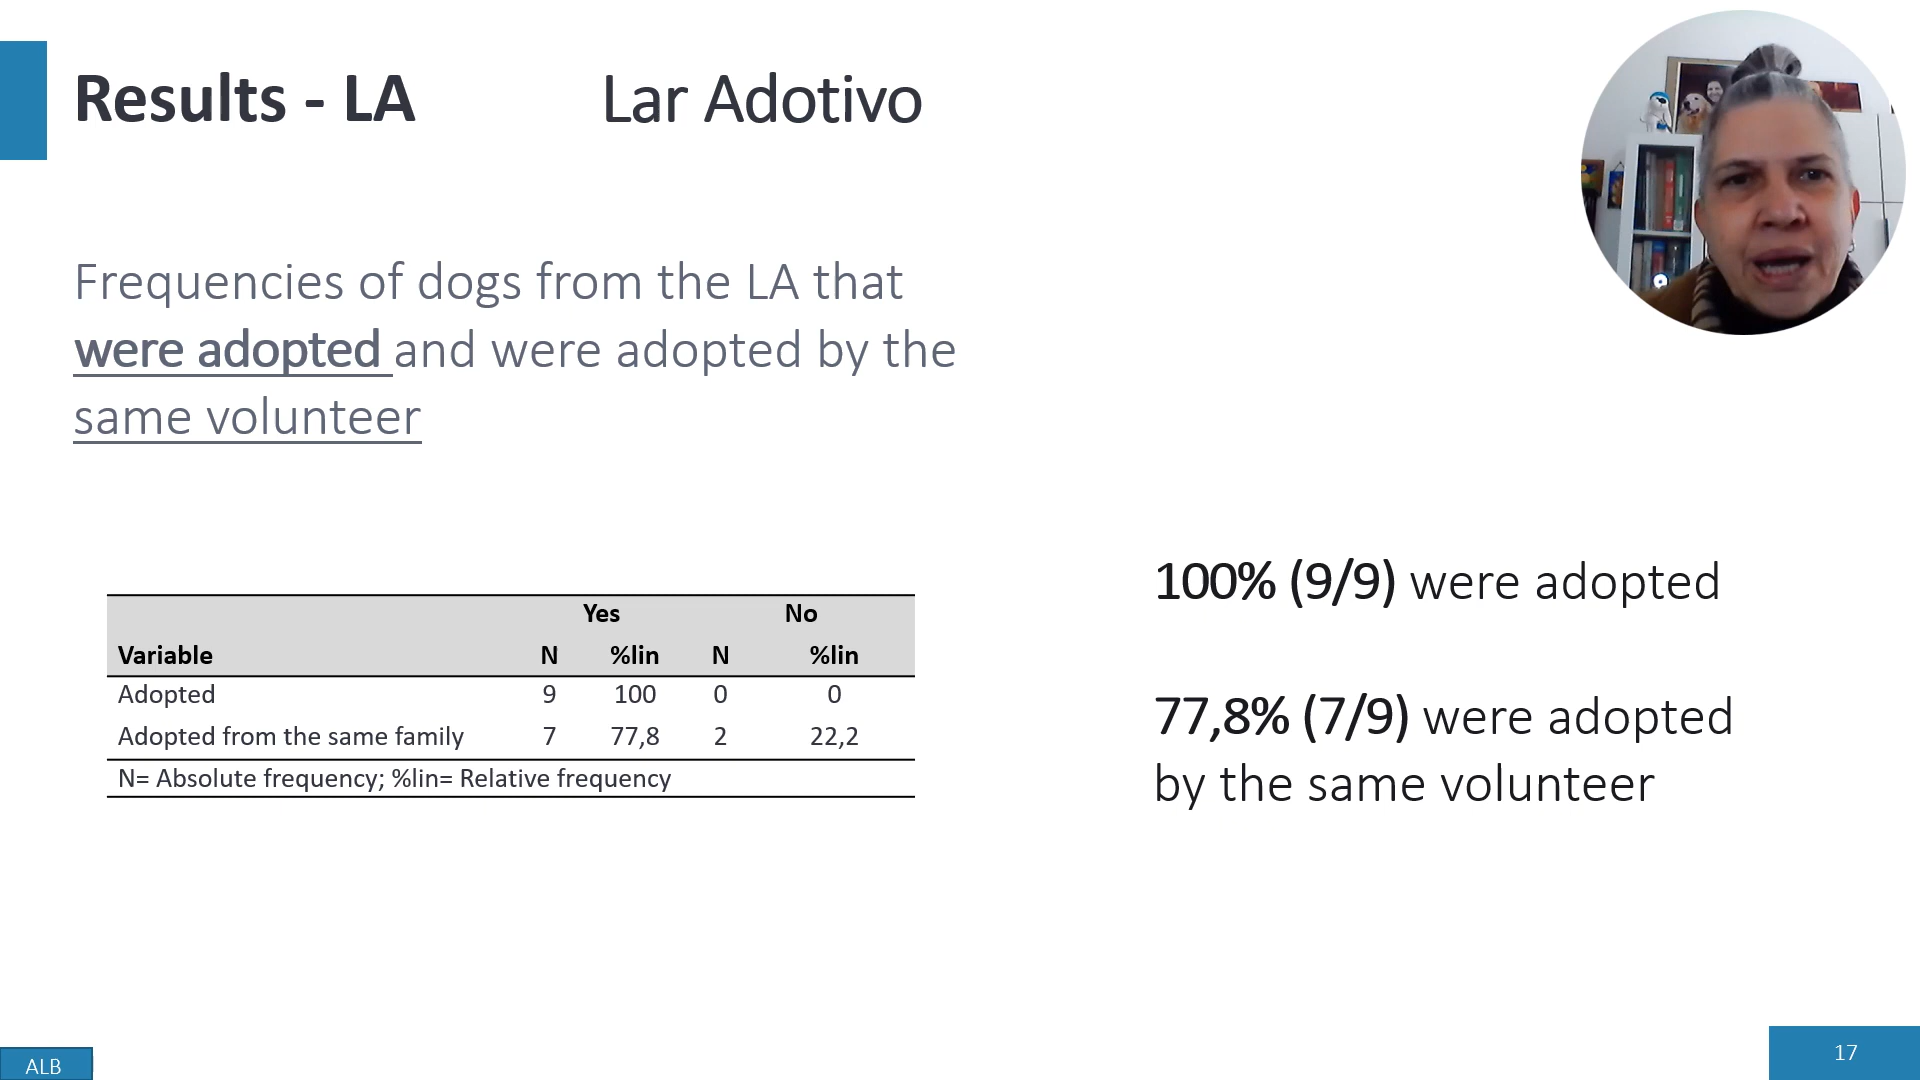 Results - LA Lar Adotivo
Frequencies of dogs from the LA that
were adopted and were adopted by the
same volunteer
Yes No
Variable N %lin N %lin
Adopted 9 100 0 0
Adopted from the same family 7 77,8 2 22,2
N= Absolute frequency; %lin= Relative frequency
100% (9/9) were adopted
77,8% (7/9) were adopted
by the same volunteer
ALB
17